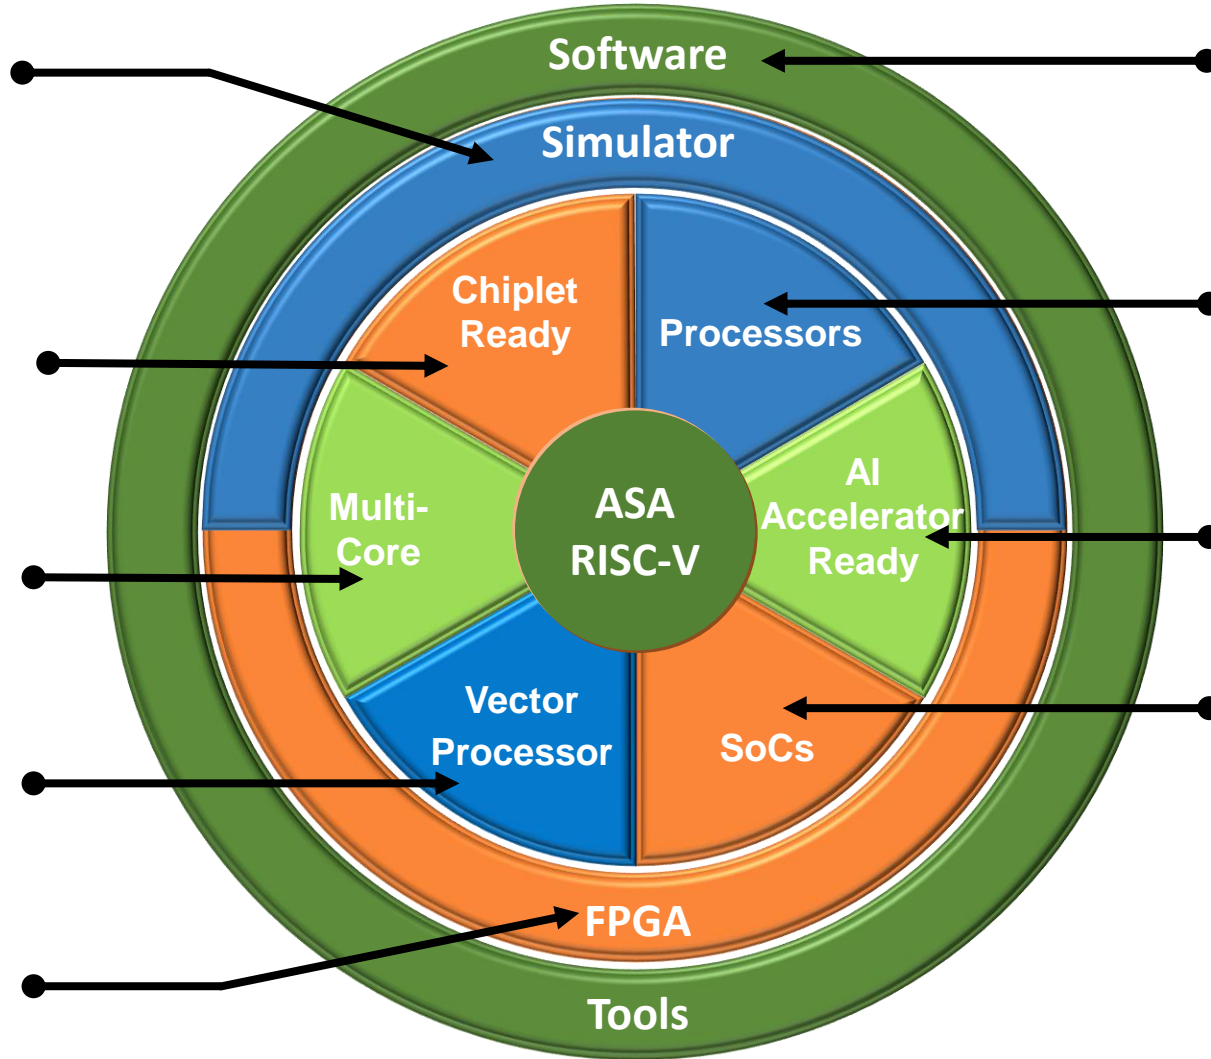 Software
Simulator
Chiplet
Ready
Processors
Multi-
Core
ASA
RISC-V
AI
Accelerator
Ready
Vector
Processor
SoCs
FPGA
Tools